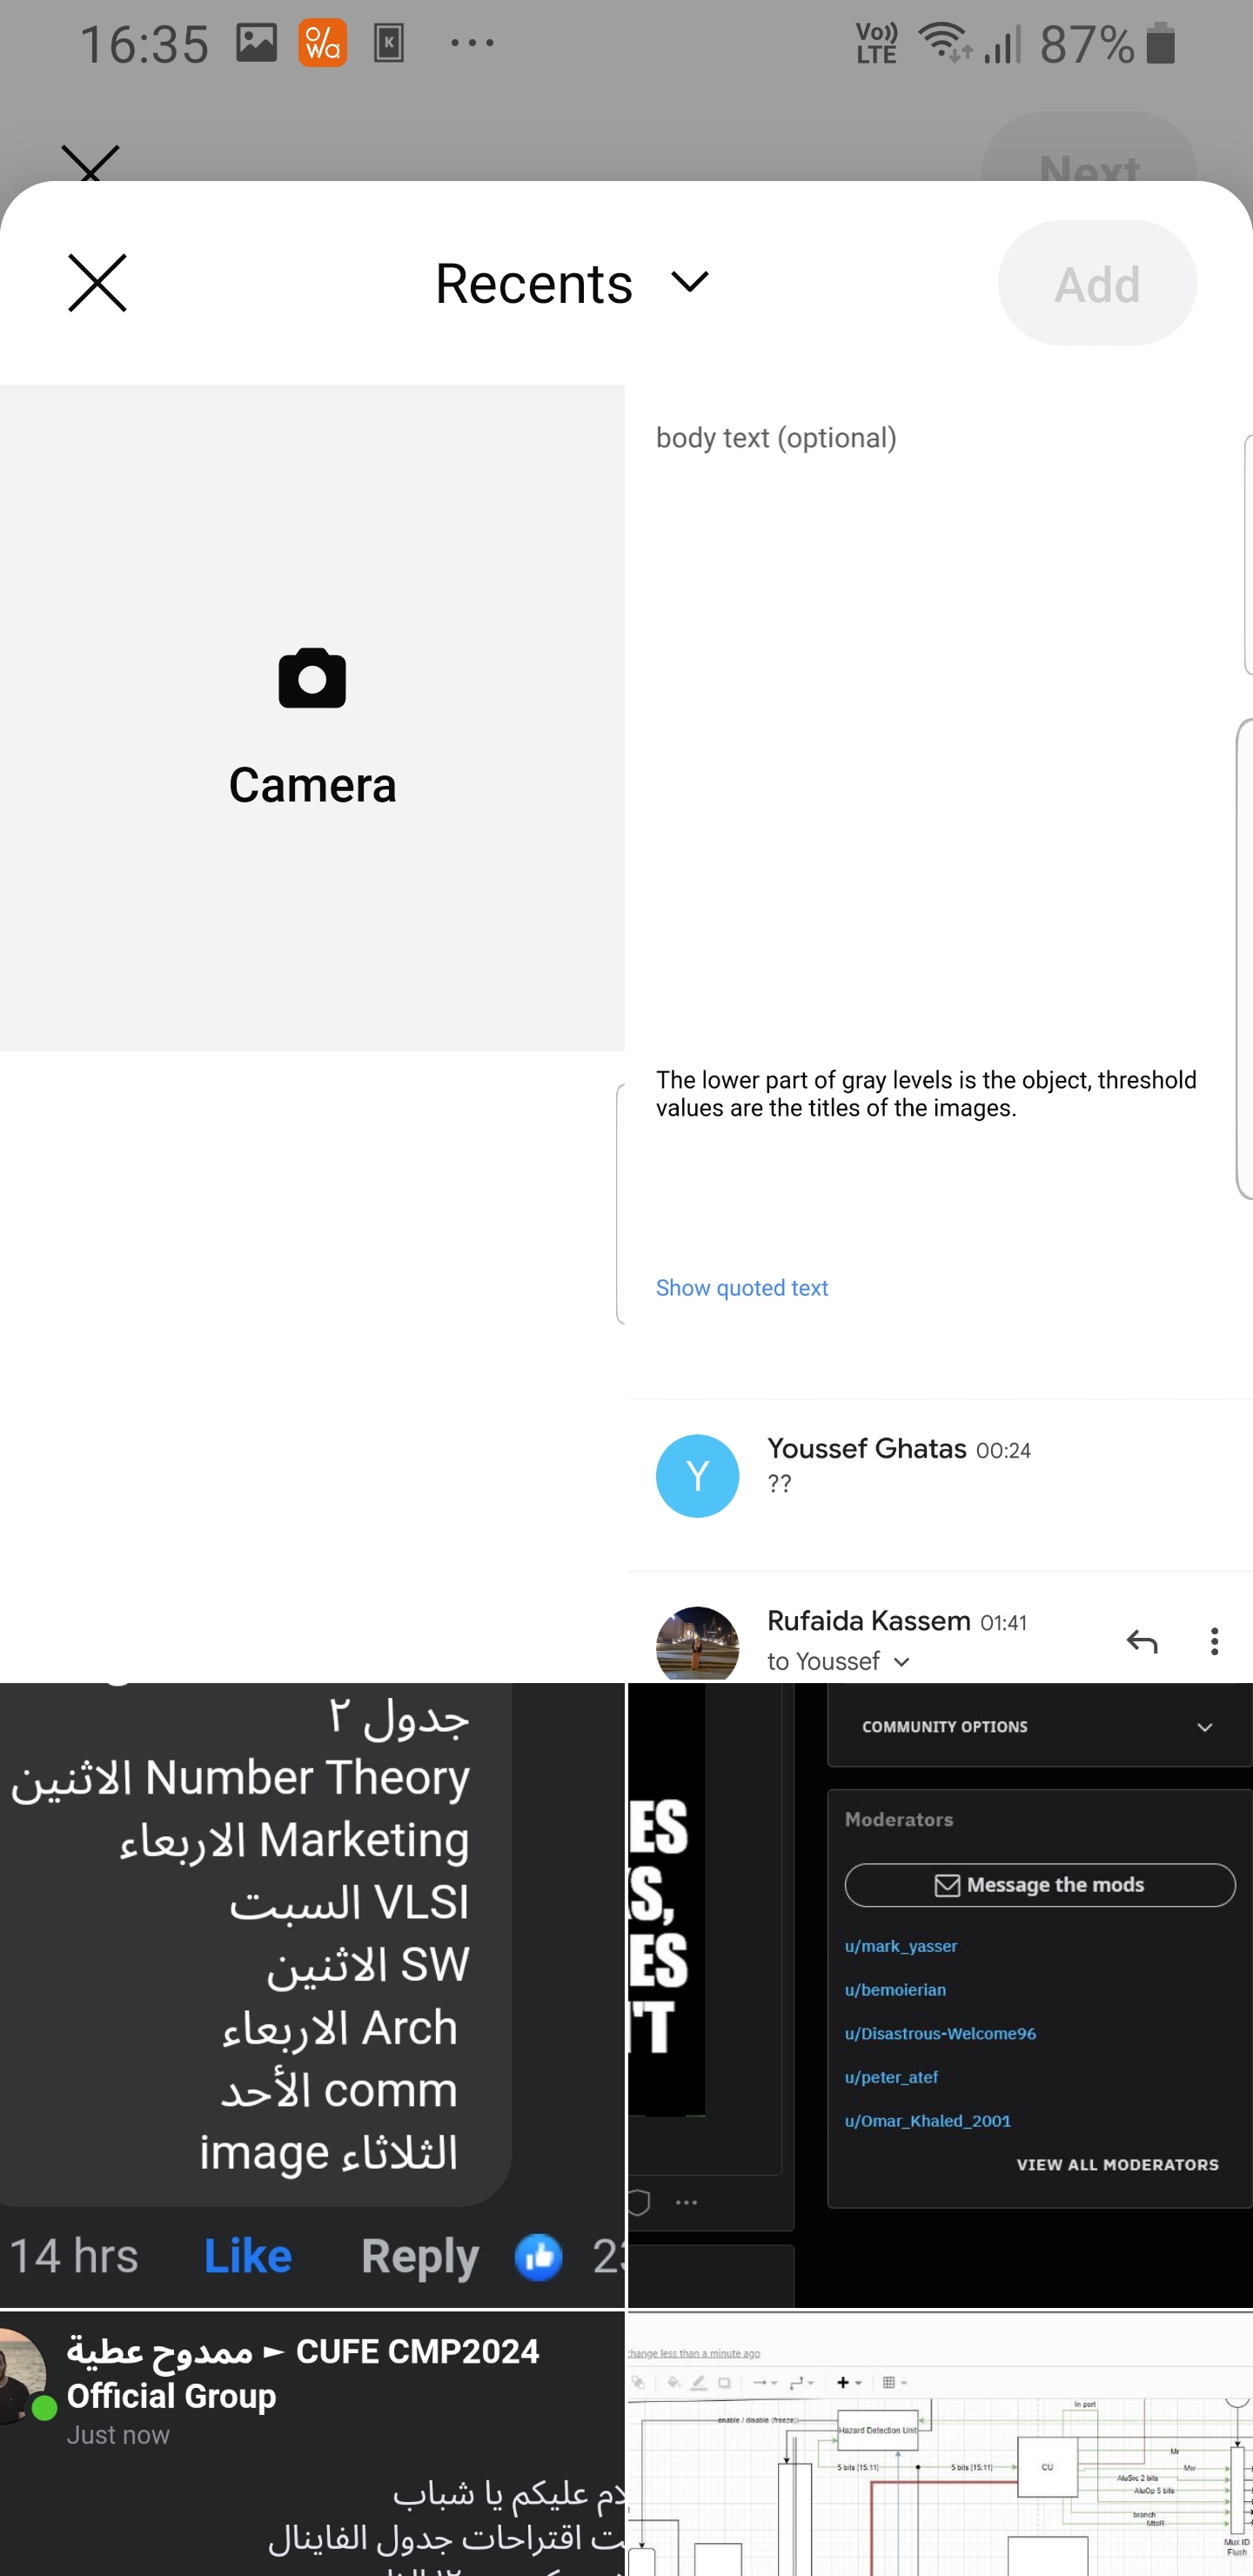 16:35
Vo)) LTE
87%
Next
Recents
Add
Camera
body text (optional)
The lower part of gray levels is the object, threshold
values are the titles of the images.
Show quoted text
Y
Youssef Ghatas 00:24
??
Rufaida Kassem 01:41
to Youssef
جدول ٢
Number Theory الاثنين
Marketing الاربعاء
VLSI السبت
SW الاثنين
Arch الاربعاء
comm الأحد
image الثلاثاء
14 hrs Like Reply
ES
S,
ES
'T
COMMUNITY OPTIONS
Moderators
Message the mods
u/mark_yasser
u/bemoierian
u/Disastrous-Welcome96
u/peter_atef
u/Omar_Khaled_2001
VIEW ALL MODERATORS
ممدوح عطية ► CUFE CMP2024
Official Group
Just now
عليكم يا شباب
اقتراحات جدول الفاينال
change less than a minute ago
enable / disable (freeze)
Hazard Detection Unit
In port
5 bits [15:11]
5 bits [15:11]
CU
Mr
Mw
AluSrc 2 bits
AluOp 5 bits
branch
MtoR
Mux ID
Flush